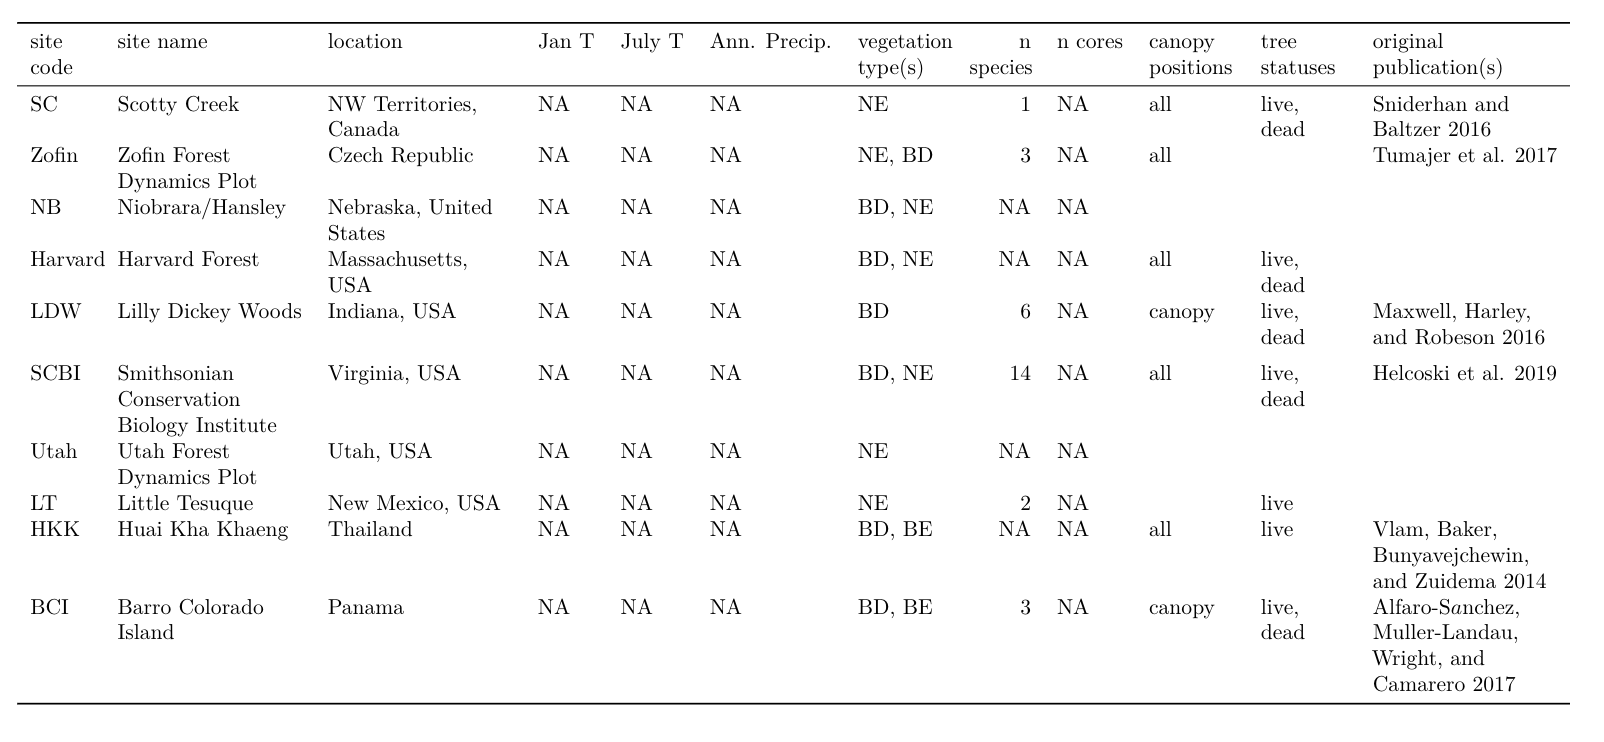 site site name location Jan T July T Ann. Precip. vegetation n n cores canopy tree original
code type(s) species positions statuses publication(s)
SC Scotty Creek NW Territories, NA NA NA NE 1 NA all live, Sniderhan and
Canada dead Baltzer 2016
Zofin Zofin Forest Czech Republic NA NA NA NE, BD 3 NA all Tumajer et al. 2017
Dynamics Plot
NB Niobrara/Hansley Nebraska, United NA NA NA BD, NE NA NA
States
Harvard Harvard Forest Massachusetts, NA NA NA BD, NE NA NA all live,
USA dead
LDW Lilly Dickey Woods Indiana, USA NA NA NA BD 6 NA canopy live, Maxwell, Harley,
dead and Robeson 2016
SCBI Smithsonian Virginia, USA NA NA NA BD, NE 14 NA all live, Helcoski et al. 2019
Conservation dead
Biology Institute
Utah Utah Forest Utah, USA NA NA NA NE NA NA
Dynamics Plot
LT Little Tesuque New Mexico, USA NA NA NA NE 2 NA live
HKK Huai Kha Khaeng Thailand NA NA NA BD, BE NA NA all live Vlam, Baker,
Bunyavejchewin,
and Zuidema 2014
BCI Barro Colorado Panama NA NA NA BD, BE 3 NA canopy live, Alfaro-Sanchez,
Island dead Muller-Landau,
Wright, and
Camarero 2017